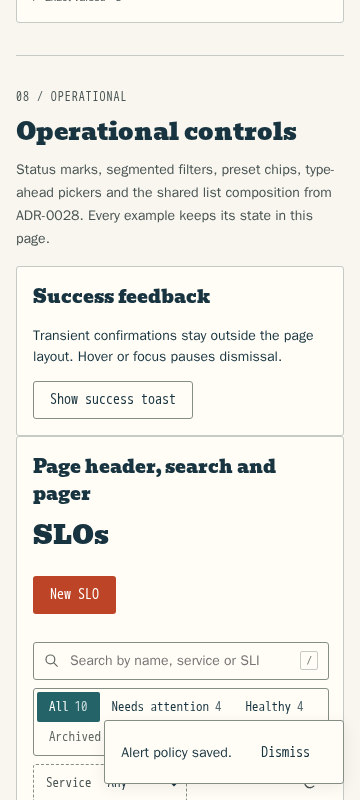 08 / OPERATIONAL
Operational controls
Status marks, segmented filters, preset chips, type-
ahead pickers and the shared list composition from
ADR-0028. Every example keeps its state in this
page.
Success feedback
Transient confirmations stay outside the page
layout. Hover or focus pauses dismissal.
Show success toast
Page header, search and
pager
SLOs
New SLO
Search by name, service or SLI /
All 10 Needs attention 4 Healthy 4
Archived
Alert policy saved. Dismiss
Service Any